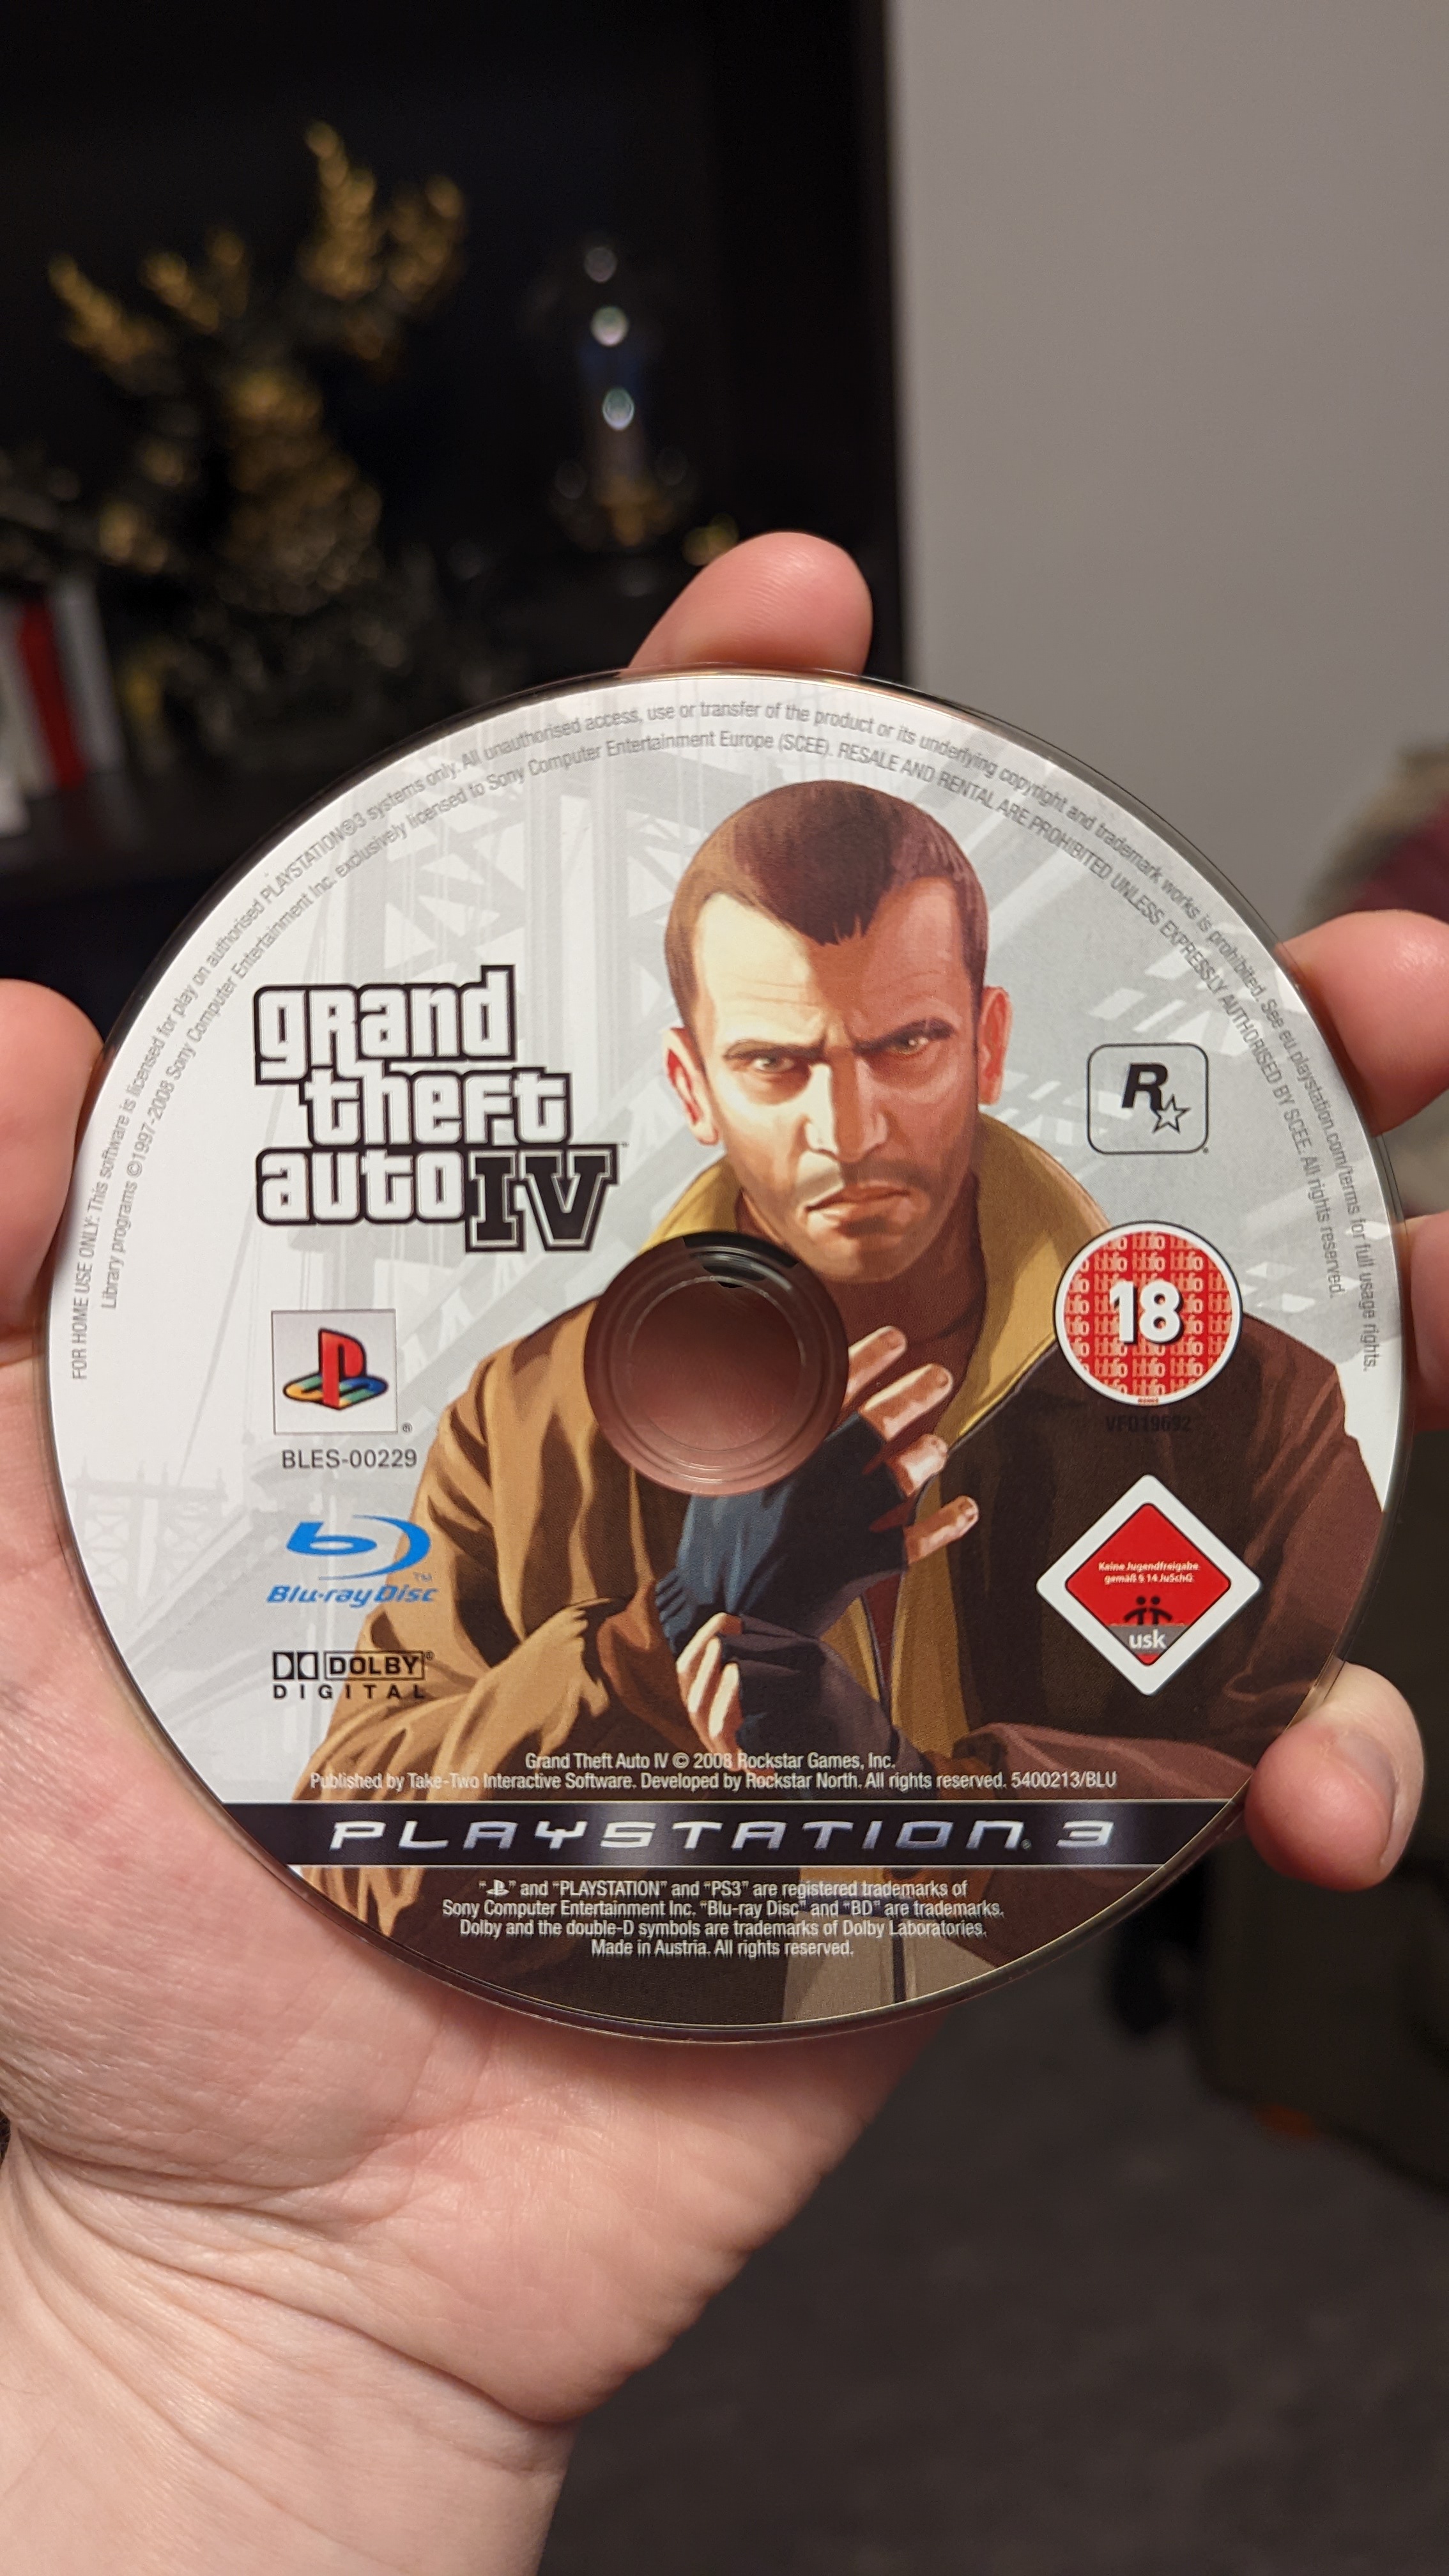 FOR HOME USE ONLY: This software is licensed for play on authorised PLAYSTATION®3 systems only. All unauthorised access, use or transfer of the product or its underlying copyright and trademark works is prohibited. See eu.playstation.com/terms for full usage rights.
Library programs ©1997-2008 Sony Computer Entertainment Inc. exclusively licensed to Sony Computer Entertainment Europe (SCEE). RESALE AND RENTAL ARE PROHIBITED UNLESS EXPRESSLY AUTHORISED BY SCEE. All rights reserved.
grand
theft
auto IV™
R
bbfc
18
VFD19692
BLES-00229
Blu-ray Disc™
Keine Jugendfreigabe
gemäß § 14 JuSchG.
usk
DOLBY®
DIGITAL
Grand Theft Auto IV © 2008 Rockstar Games, Inc.
Published by Take-Two Interactive Software. Developed by Rockstar North. All rights reserved. 5400213/BLU
PLAYSTATION® 3
"PS" and "PLAYSTATION" and "PS3" are registered trademarks of
Sony Computer Entertainment Inc. "Blu-ray Disc" and "BD" are trademarks.
Dolby and the double-D symbols are trademarks of Dolby Laboratories.
Made in Austria. All rights reserved.